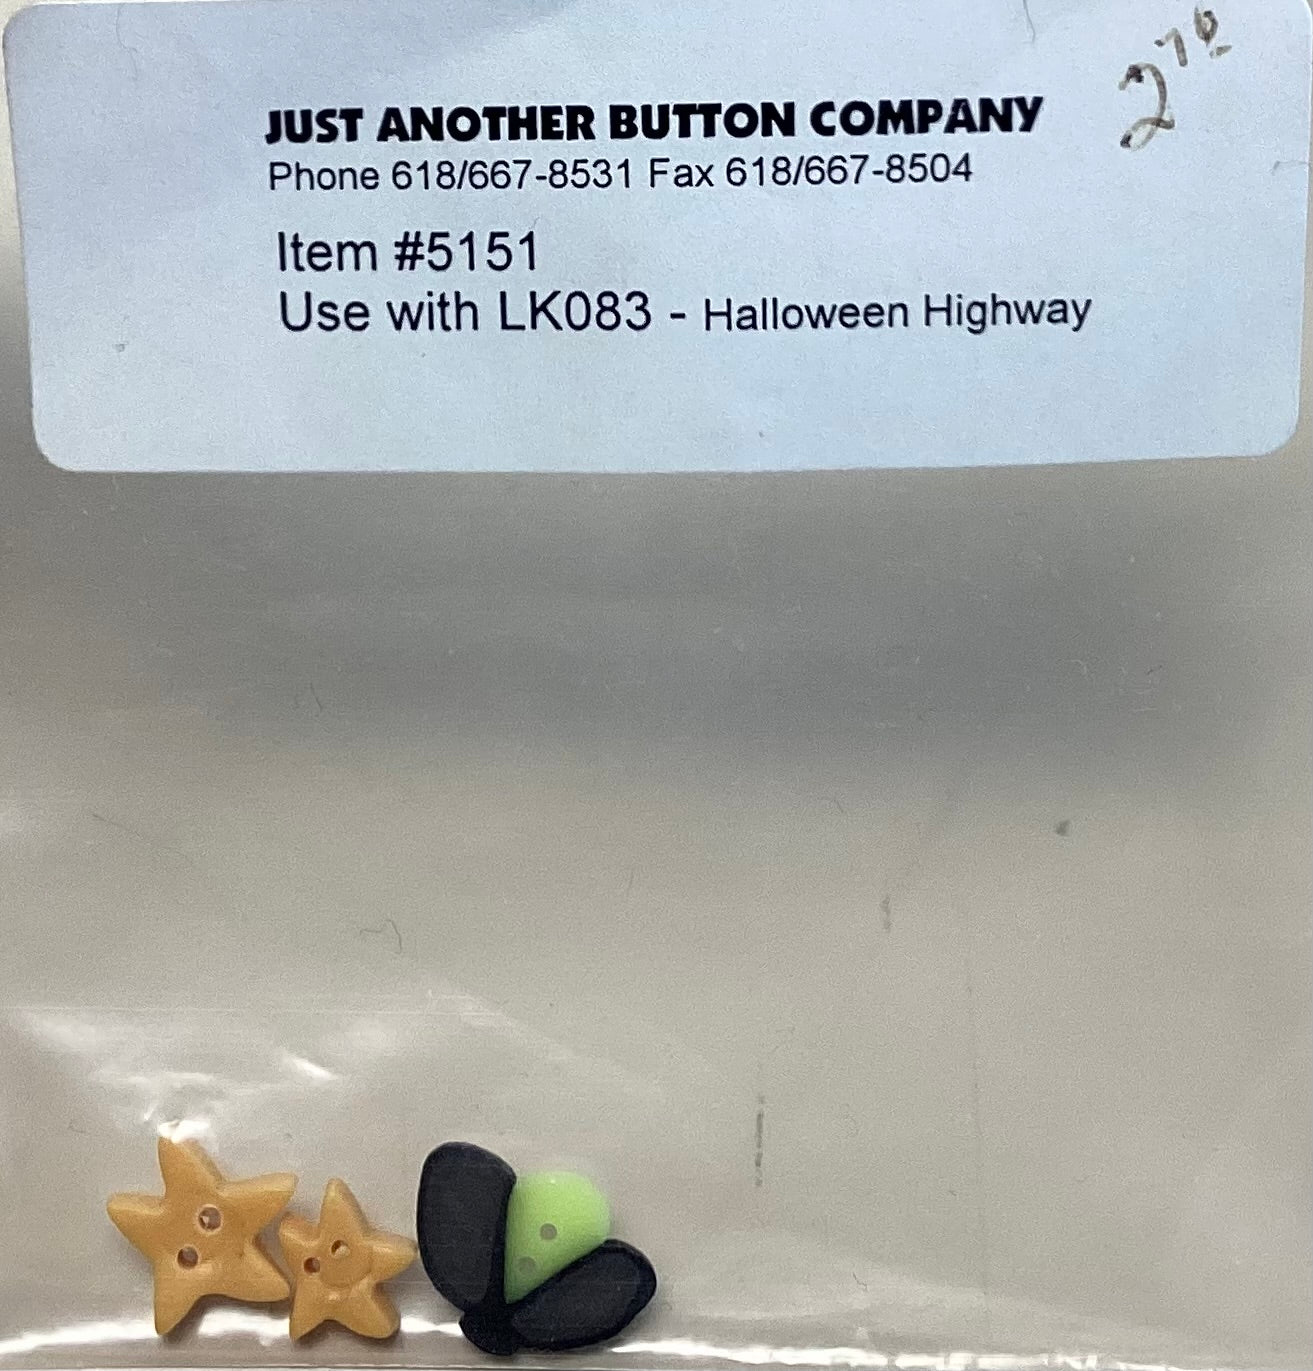 JUST ANOTHER BUTTON COMPANY
2⁷⁰
Phone 618/667-8531 Fax 618/667-8504
Item #5151
Use with LK083 - Halloween Highway